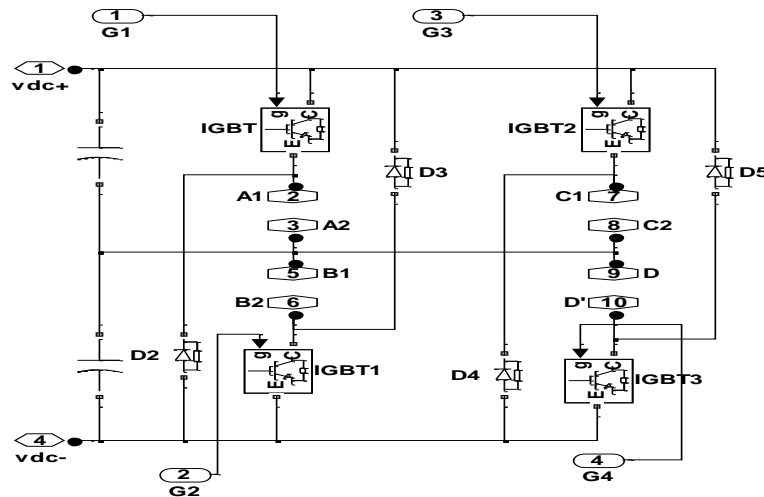 1
G1
3
G3
1
vdc+
g
C
E
IGBT
g
C
E
IGBT2
D3
D5
A1
2
C1
7
3
A2
8
C2
5
B1
9
D
B2
6
D'
10
D2
g
C
E
IGBT1
D4
g
C
E
IGBT3
4
vdc-
2
G2
4
G4